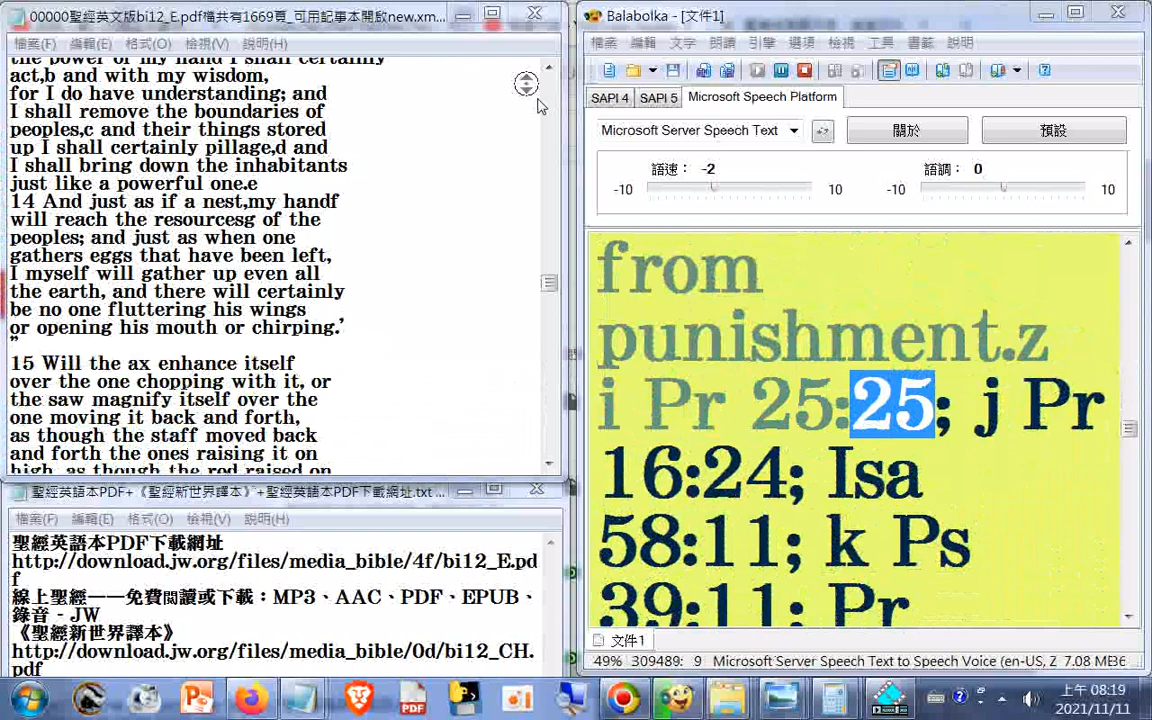 00000聖經英文版bi12_E.pdf檔共有1669頁_可用記事本開啟new.xm...
檔案(F) 編輯(E) 格式(O) 檢視(V) 說明(H)
the power of my hand I shall certainly
act,b and with my wisdom,
for I do have understanding; and
I shall remove the boundaries of
peoples,c and their things stored
up I shall certainly pillage,d and
I shall bring down the inhabitants
just like a powerful one.e
14 And just as if a nest,my handf
will reach the resourcesg of the
peoples; and just as when one
gathers eggs that have been left,
I myself will gather up even all
the earth, and there will certainly
be no one fluttering his wings
or opening his mouth or chirping.’
”
15 Will the ax enhance itself
over the one chopping with it, or
the saw magnify itself over the
one moving it back and forth,
as though the staff moved back
and forth the ones raising it on
high, as though the rod raised on
聖經英語本PDF+《聖經新世界譯本》+聖經英語本PDF下載網址.txt ...
檔案(F) 編輯(E) 格式(O) 檢視(V) 說明(H)
聖經英語本PDF下載網址
http://download.jw.org/files/media_bible/4f/bi12_E.pd
f
線上聖經——免費閱讀或下載：MP3、AAC、PDF、EPUB、
錄音 - JW
《聖經新世界譯本》
http://download.jw.org/files/media_bible/0d/bi12_CH.
pdf
Balabolka - [文件1]
檔案 編輯 文字 朗讀 引擎 選項 檢視 工具 書籤 說明
SAPI 4 SAPI 5 Microsoft Speech Platform
Microsoft Server Speech Text 關於 預設
語速： -2 語調： 0
-10 10 -10 10
from
punishment.z
i Pr 25:25; j Pr
16:24; Isa
58:11; k Ps
39:11; Pr
文件1
49% 309489: 9 Microsoft Server Speech Text to Speech Voice (en-US, Z 7.08 MB
PDF
上午 08:19
2021/11/11